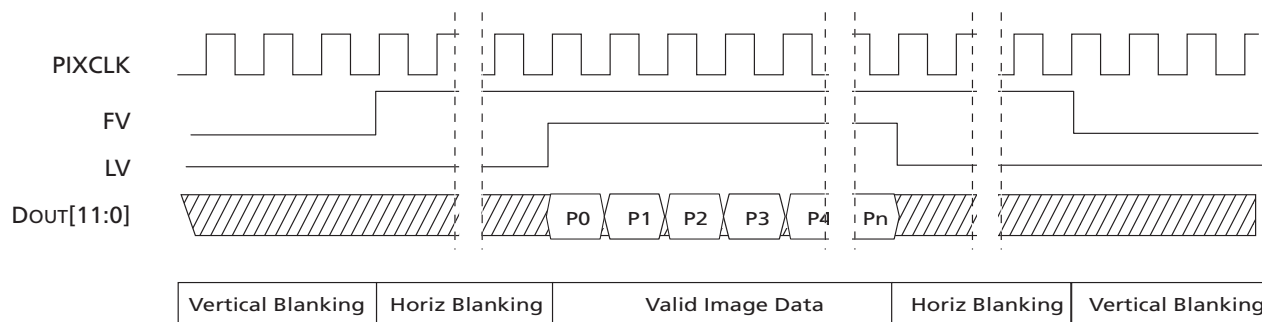 PIXCLK
FV
LV
DOUT[11:0] P0 P1 P2 P3 P4 Pn
Vertical Blanking Horiz Blanking Valid Image Data Horiz Blanking Vertical Blanking